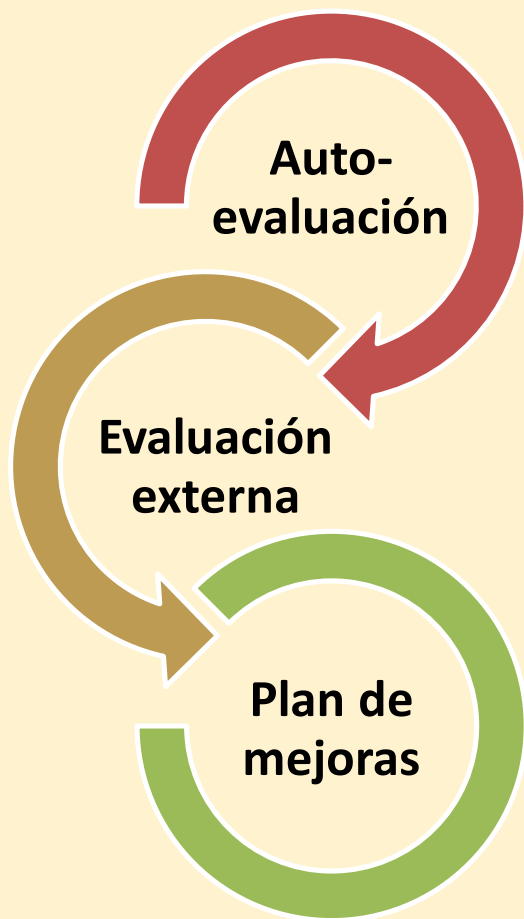 Auto-
evaluación
Evaluación
externa
Plan de
mejoras